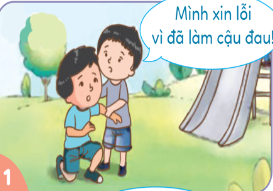 Mình xin lỗi
vì đã làm cậu đau!
1